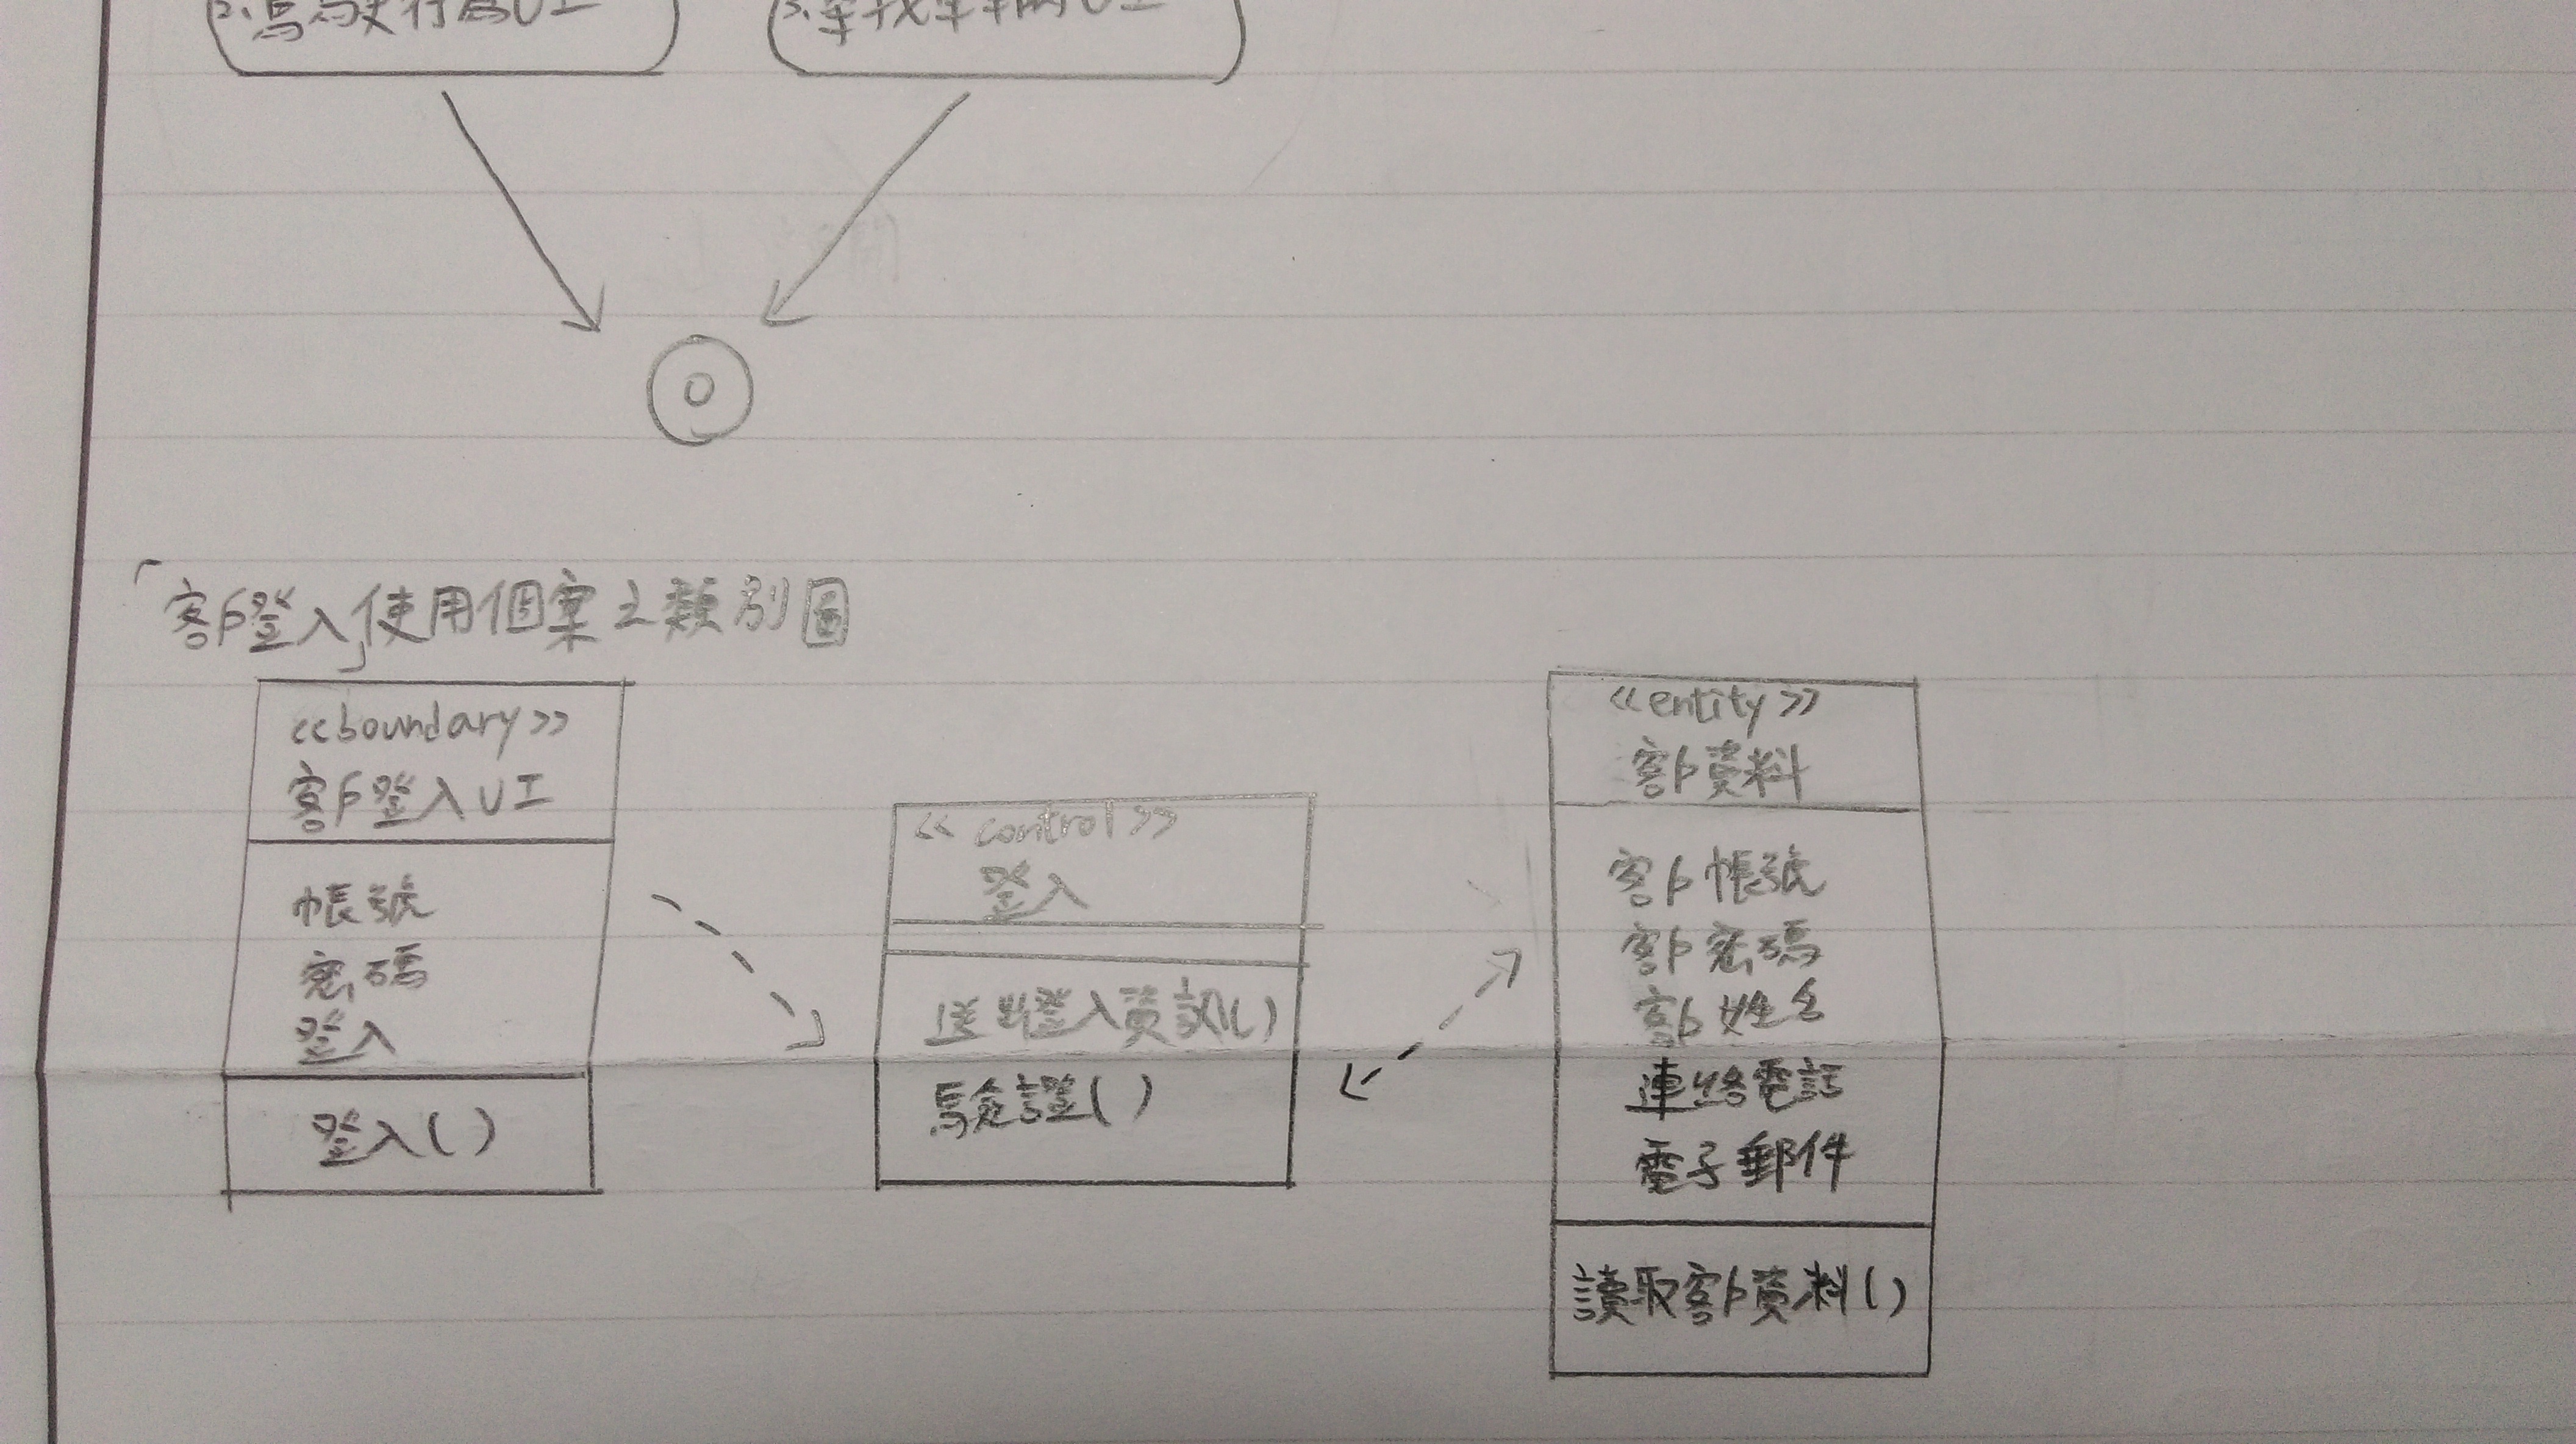 2.駕駛行為UI
3.尋找車輛UI
「客戶登入」使用個案之類別圖
<<boundary>>
客戶登入UI
帳號
密碼
登入
登入()
<<control>>
登入
送出登入資訊()
驗證()
<<entity>>
客戶資料
客戶帳號
客戶密碼
客戶姓名
連絡電話
電子郵件
讀取客戶資料()